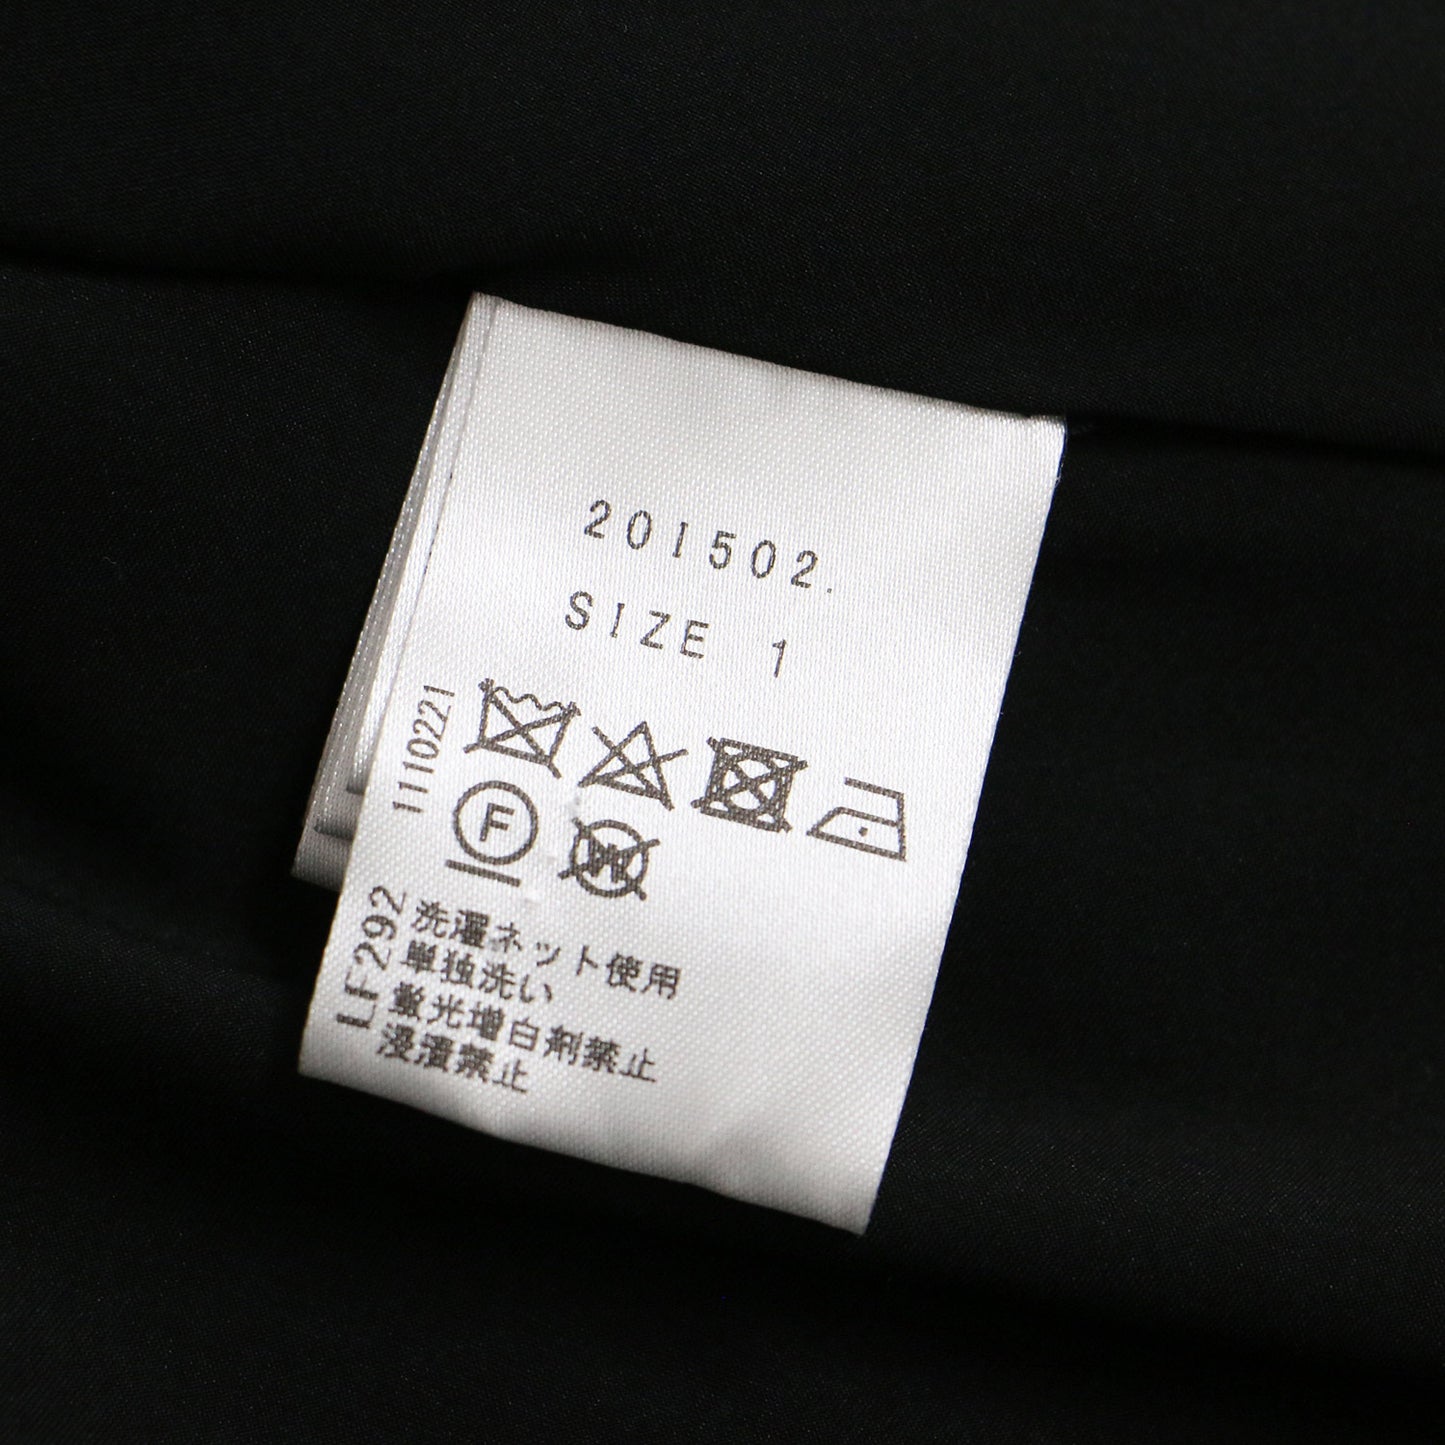 201502.
SIZE 1
1110221
F
W
LF292
洗濯ネット使用
単独洗い
蛍光増白剤禁止
浸漬禁止